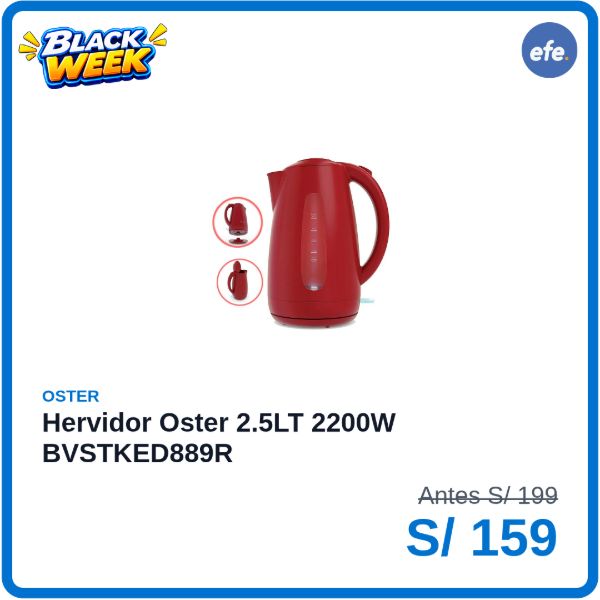 BLACK
WEEK
efe.
OSTER
Hervidor Oster 2.5LT 2200W
BVSTKED889R
Antes S/ 199
S/ 159